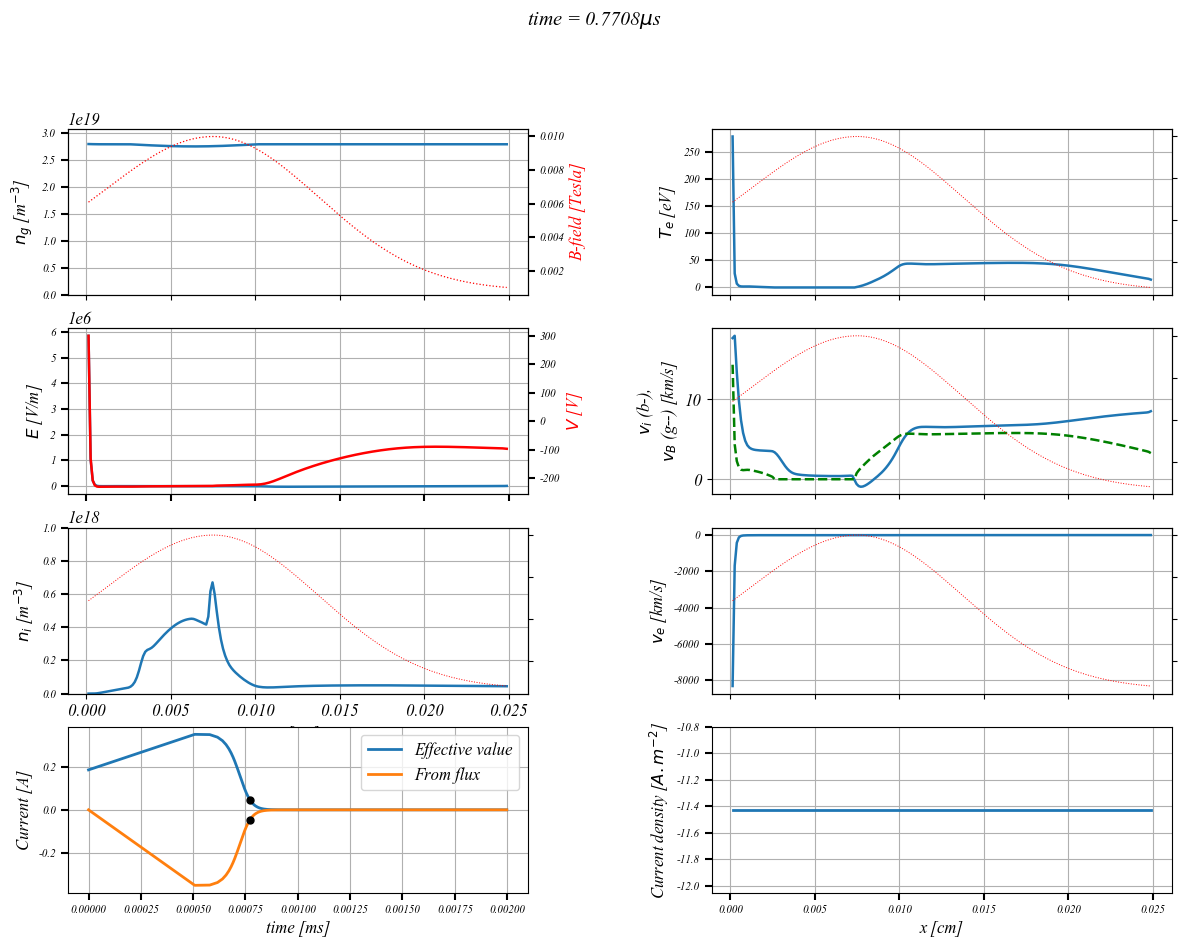 time = 0.7708μs
1e19
3.0
2.5
2.0
1.5
1.0
0.5
0.0
n_g [m^{-3}]
0.010
0.008
0.006
0.004
0.002
B-field [Tesla]
250
200
150
100
50
0
T_e [eV]
1e6
6
5
4
3
2
1
0
E [V/m]
300
200
100
0
-100
-200
V [V]
10
0
v_i (b-),
v_B (g--) [km/s]
1e18
1.0
0.8
0.6
0.4
0.2
0.0
n_i [m^{-3}]
0.000 0.005 0.010 0.015 0.020 0.025
0
-2000
-4000
-6000
-8000
v_e [km/s]
0.2
0.0
-0.2
Current [A]
Effective value
From flux
0.00000 0.00025 0.00050 0.00075 0.00100 0.00125 0.00150 0.00175 0.00200
time [ms]
-10.8
-11.0
-11.2
-11.4
-11.6
-11.8
-12.0
Current density [A.m^{-2}]
0.000 0.005 0.010 0.015 0.020 0.025
x [cm]